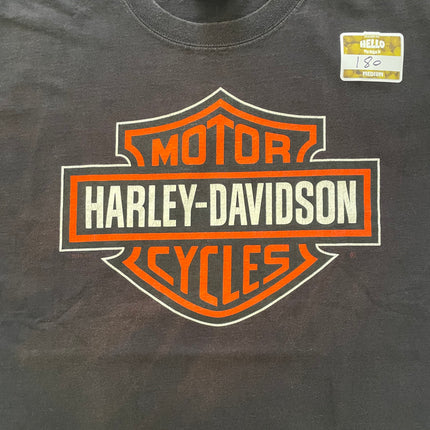 HELLO
180
MEDIUM
MOTOR
HARLEY-DAVIDSON
CYCLES